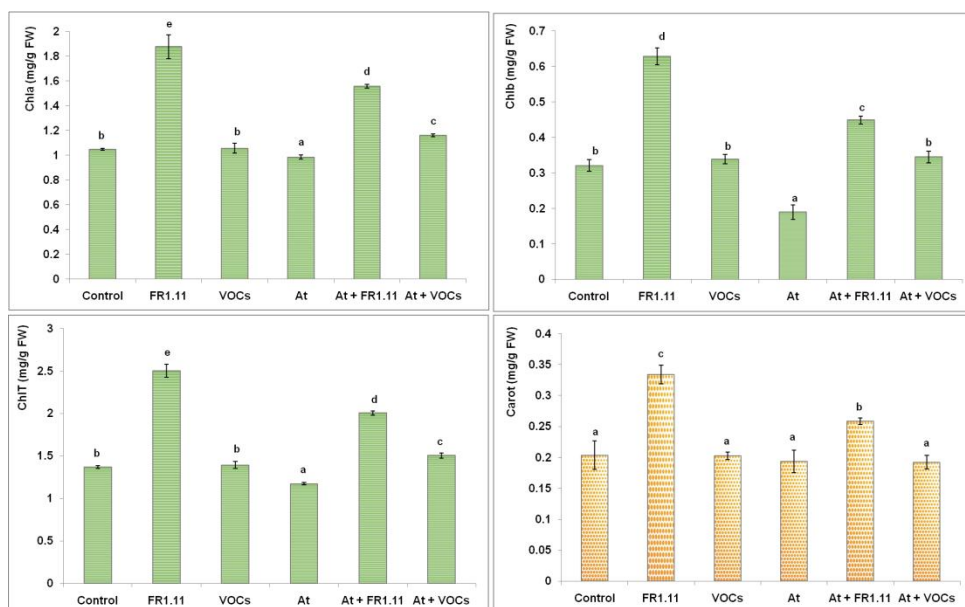 Chla (mg/g FW)
2
1.8
1.6
1.4
1.2
1
0.8
0.6
0.4
0.2
0
b
e
b
a
d
c
Control FR1.11 VOCs At At + FR1.11 At + VOCs
Chlb (mg/g FW)
0.7
0.6
0.5
0.4
0.3
0.2
0.1
0
b
d
b
a
c
b
Control FR1.11 VOCs At At + FR1.11 At + VOCs
ChlT (mg/g FW)
3
2.5
2
1.5
1
0.5
0
b
e
b
a
d
c
Control FR1.11 VOCs At At + FR1.11 At + VOCs
Carot (mg/g FW)
0.4
0.35
0.3
0.25
0.2
0.15
0.1
0.05
0
a
c
a
a
b
a
Control FR1.11 VOCs At At + FR1.11 At + VOCs